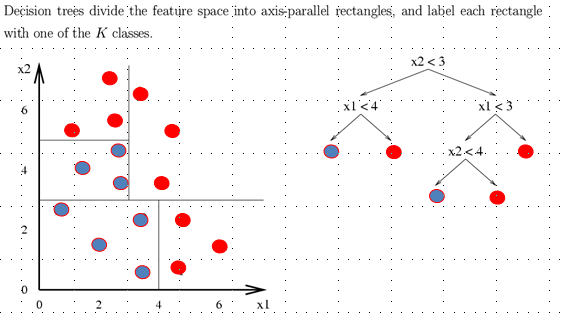 Decision trees divide the feature space into axis-parallel rectangles, and label each rectangle
with one of the K classes.
x2
6
4
2
0
0 2 4 6 x1
x2 < 3
x1 < 4 x1 < 3
x2 < 4